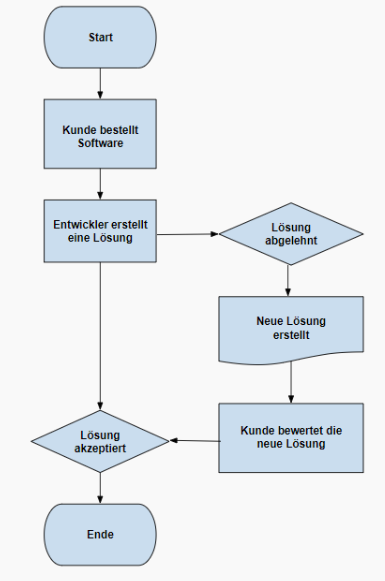 Start
Kunde bestellt
Software
Entwickler erstellt
eine Lösung
Lösung
abgelehnt
Neue Lösung
erstellt
Kunde bewertet die
neue Lösung
Lösung
akzeptiert
Ende